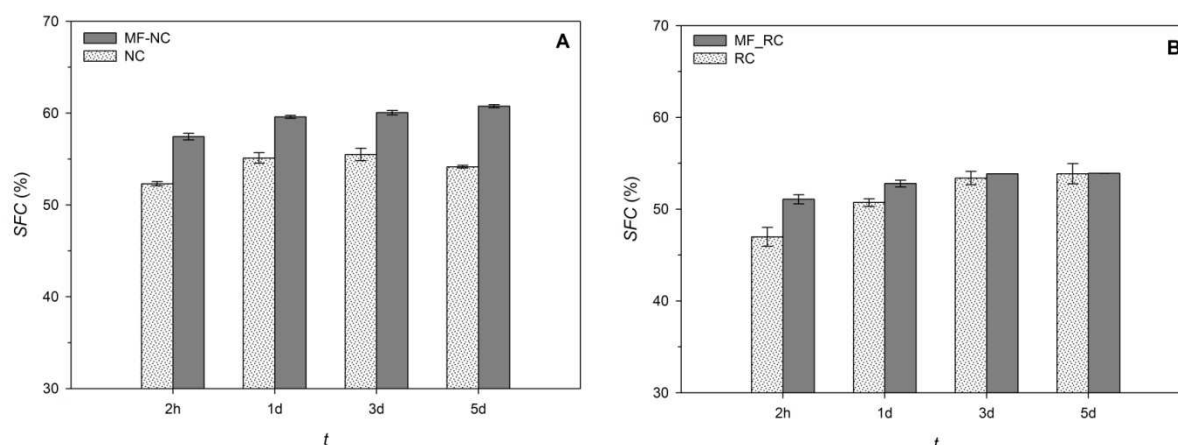 70
60
50
40
30
SFC (%)
MF-NC
NC
A
2h 1d 3d 5d
t
70
60
50
40
30
SFC (%)
MF_RC
RC
B
2h 1d 3d 5d
t